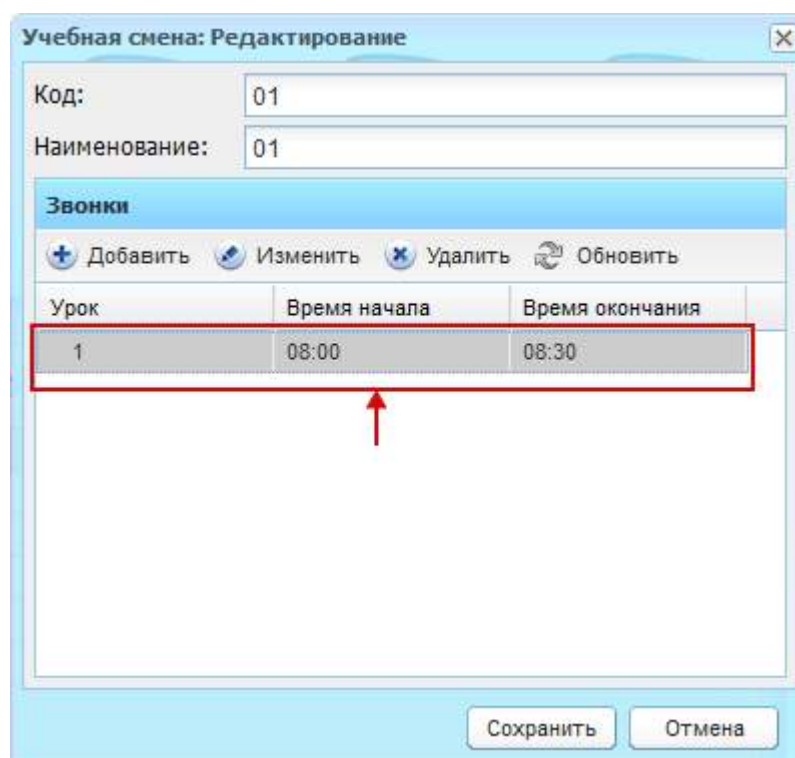 Учебная смена: Редактирование
Код: 01
Наименование: 01
Звонки
Добавить Изменить Удалить Обновить
Урок Время начала Время окончания
1 08:00 08:30
Сохранить Отмена